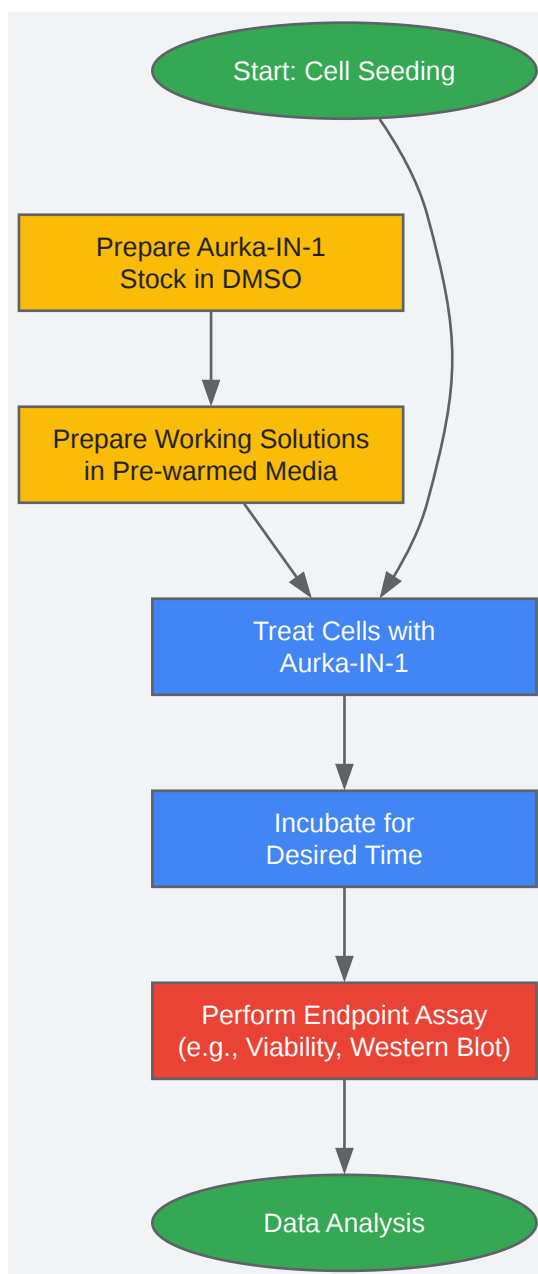 Start: Cell Seeding
Prepare Aurka-IN-1
Stock in DMSO
Prepare Working Solutions
in Pre-warmed Media
Treat Cells with
Aurka-IN-1
Incubate for
Desired Time
Perform Endpoint Assay
(e.g., Viability, Western Blot)
Data Analysis